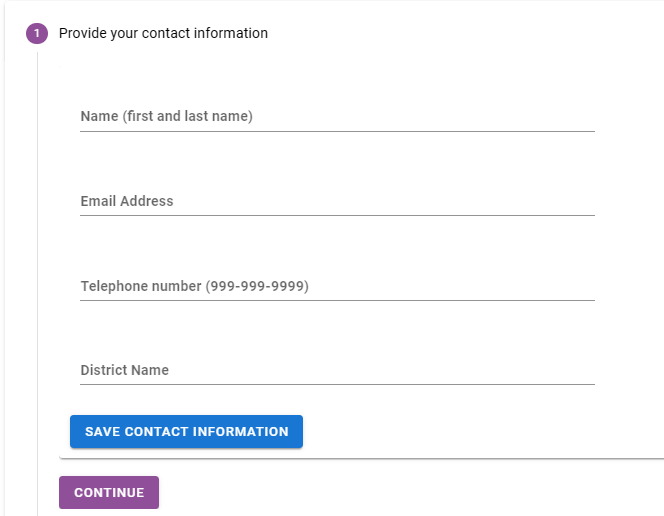 1 Provide your contact information
Name (first and last name)
Email Address
Telephone number (999-999-9999)
District Name
SAVE CONTACT INFORMATION
CONTINUE